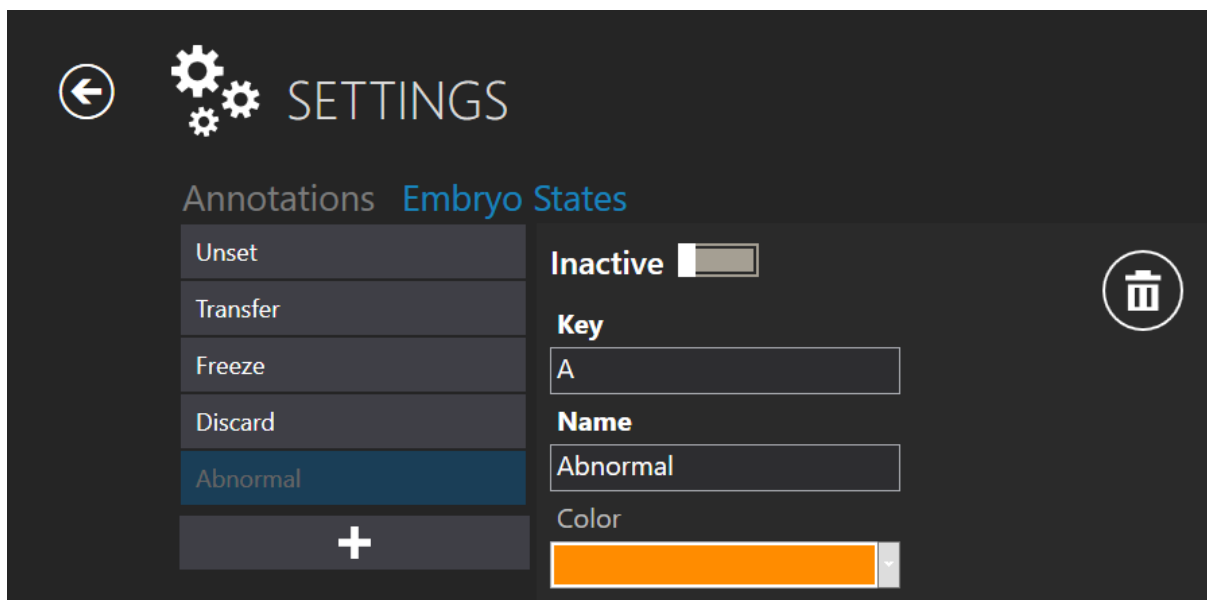 SETTINGS
Annotations Embryo States
Unset
Transfer
Freeze
Discard
Abnormal
Inactive
Key
A
Name
Abnormal
Color